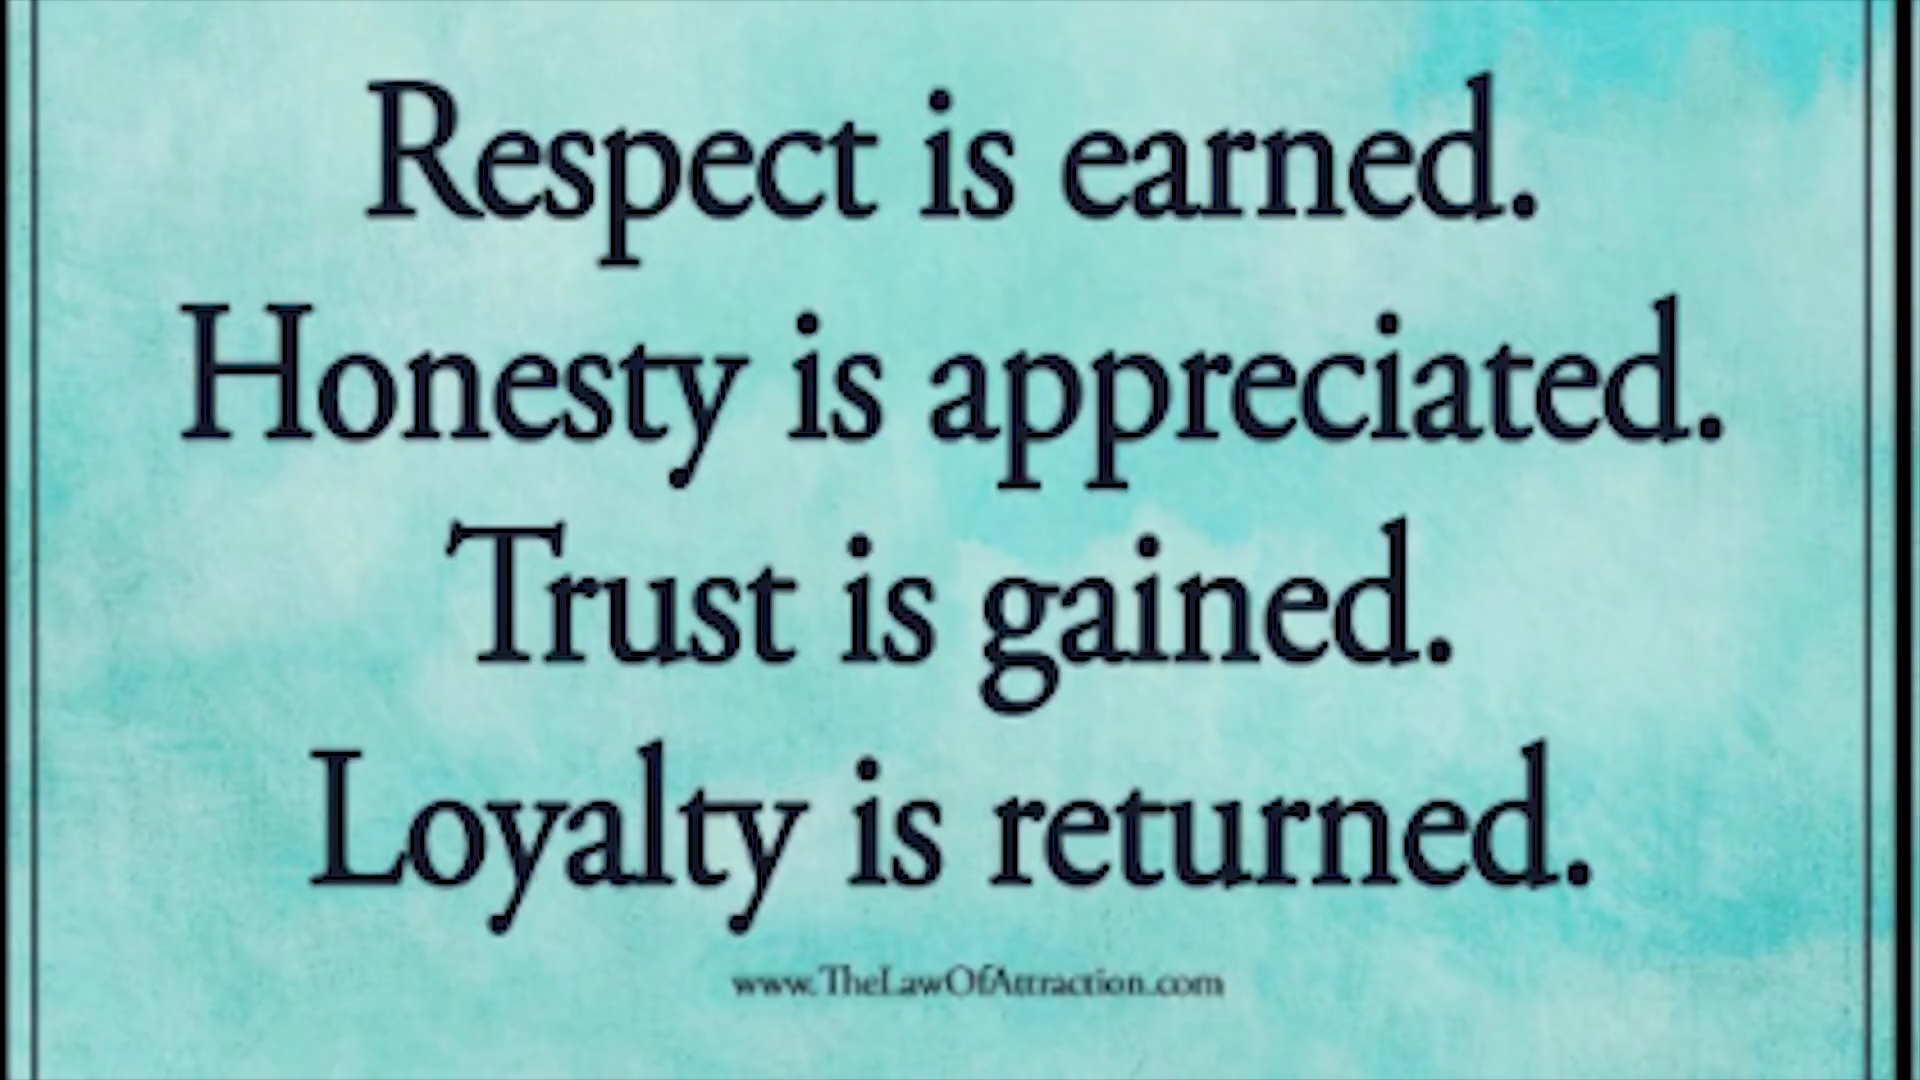 Respect is earned.
Honesty is appreciated.
Trust is gained.
Loyalty is returned.
www.TheLawOfAttraction.com